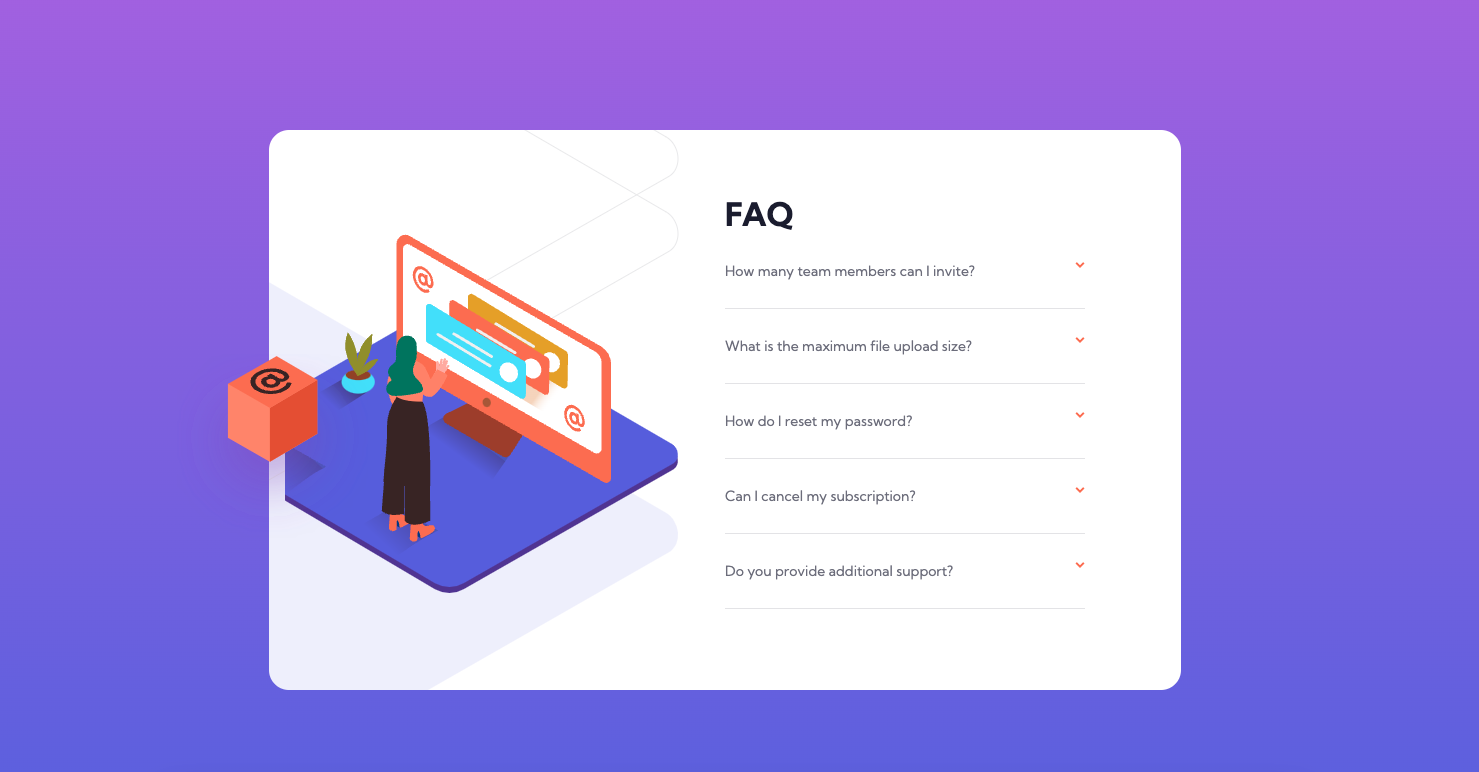 @
@
@
FAQ
How many team members can I invite?
What is the maximum file upload size?
How do I reset my password?
Can I cancel my subscription?
Do you provide additional support?